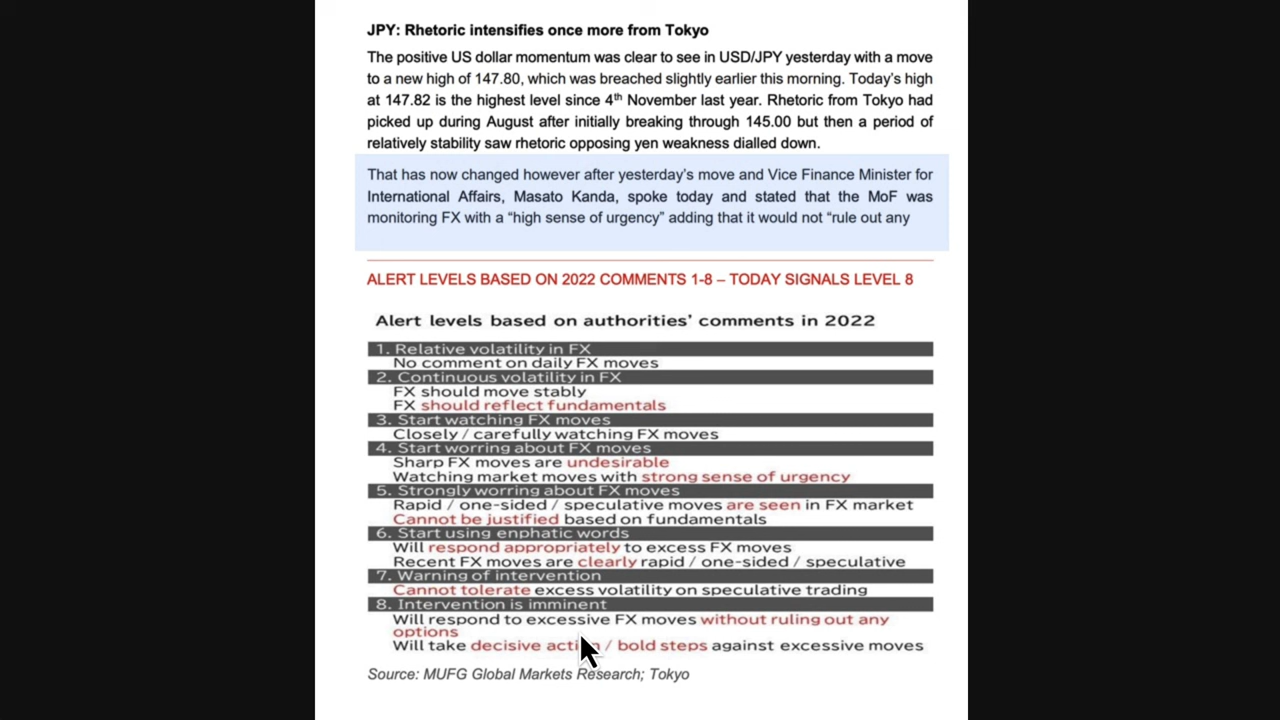 JPY: Rhetoric intensifies once more from Tokyo
The positive US dollar momentum was clear to see in USD/JPY yesterday with a move
to a new high of 147.80, which was breached slightly earlier this morning. Today's high
at 147.82 is the highest level since 4th November last year. Rhetoric from Tokyo had
picked up during August after initially breaking through 145.00 but then a period of
relatively stability saw rhetoric opposing yen weakness dialled down.
That has now changed however after yesterday's move and Vice Finance Minister for
International Affairs, Masato Kanda, spoke today and stated that the MoF was
monitoring FX with a “high sense of urgency” adding that it would not “rule out any
ALERT LEVELS BASED ON 2022 COMMENTS 1-8 – TODAY SIGNALS LEVEL 8
Alert levels based on authorities' comments in 2022
1. Relative volatility in FX
No comment on daily FX moves
2. Continuous volatility in FX
FX should move stably
FX should reflect fundamentals
3. Start watching FX moves
Closely / carefully watching FX moves
4. Start worring about FX moves
Sharp FX moves are undesirable
Watching market moves with strong sense of urgency
5. Strongly worring about FX moves
Rapid / one-sided / speculative moves are seen in FX market
Cannot be justified based on fundamentals
6. Start using enphatic words
Will respond appropriately to excess FX moves
Recent FX moves are clearly rapid / one-sided / speculative
7. Warning of intervention
Cannot tolerate excess volatility on speculative trading
8. Intervention is imminent
Will respond to excessive FX moves without ruling out any
options
Will take decisive action / bold steps against excessive moves
Source: MUFG Global Markets Research; Tokyo